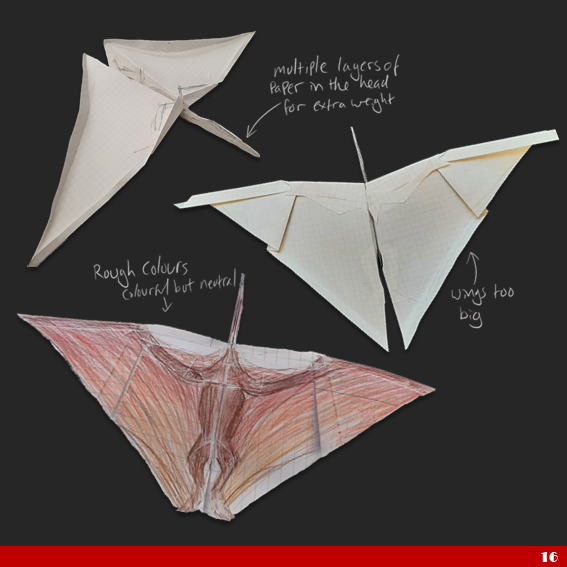 multiple layers of
Paper in the head
for extra weight
Rough Colours
Colourful but neutral
wings too
big
16